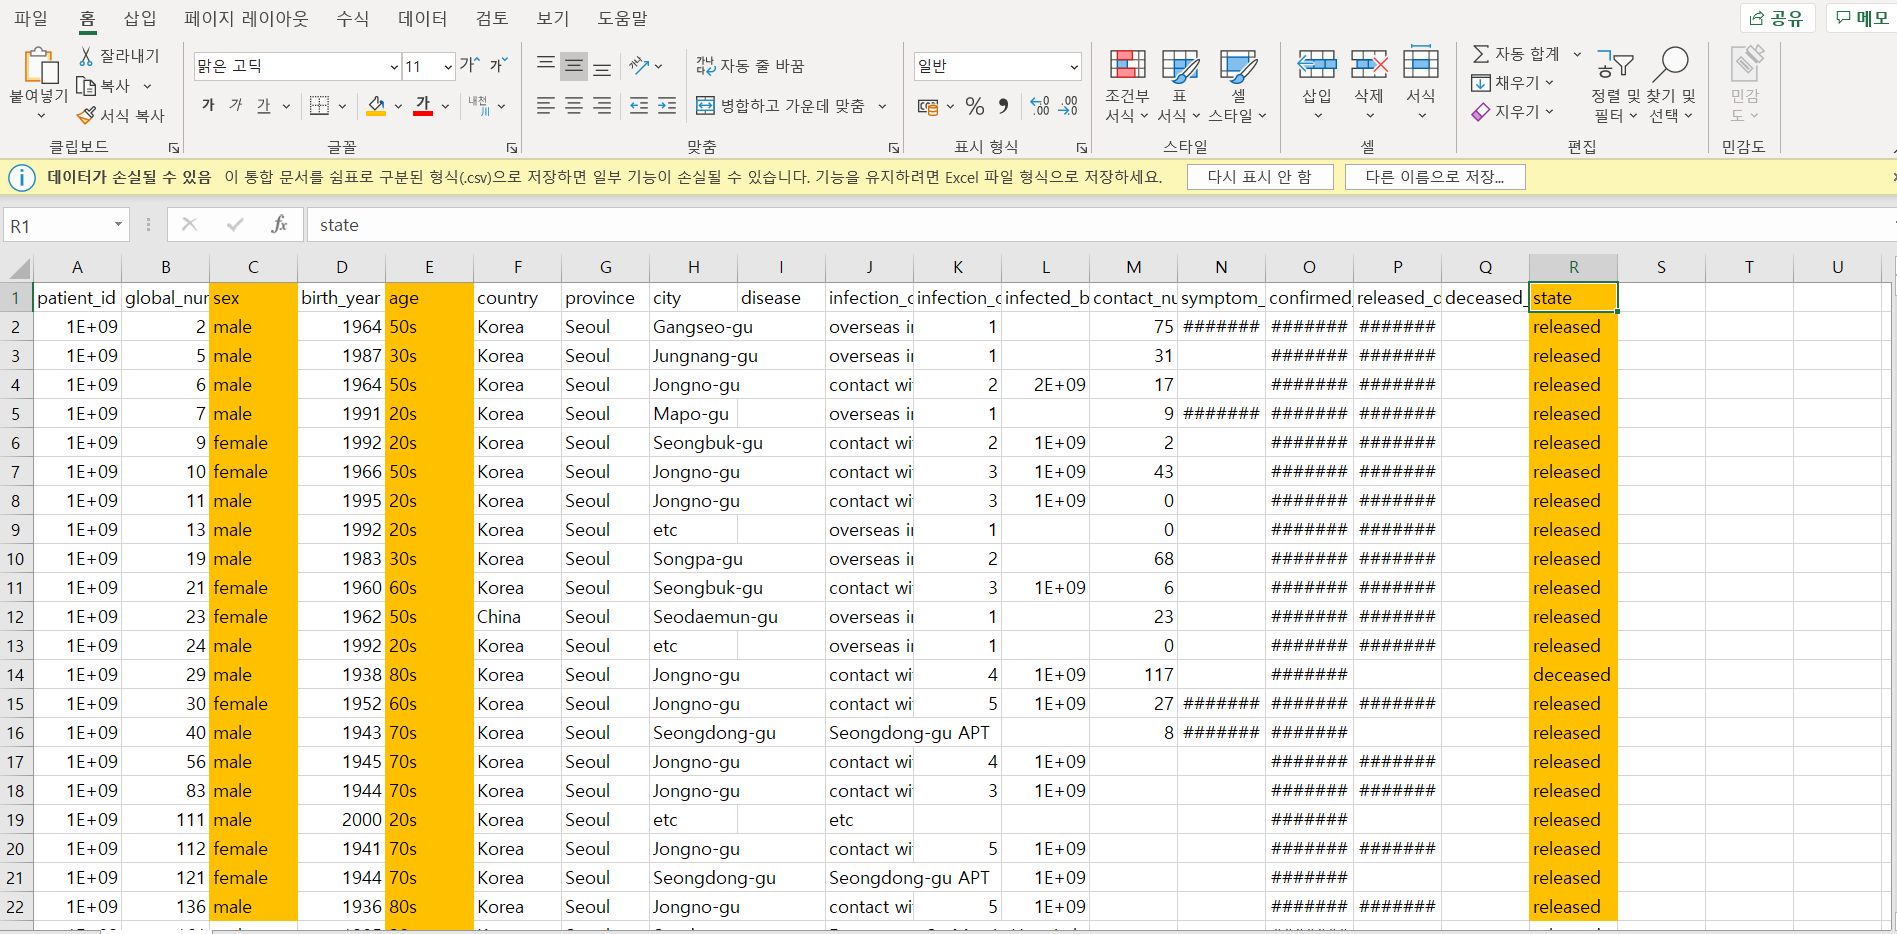 파일 홈 삽입 페이지 레이아웃 수식 데이터 검토 보기 도움말 공유 메모
붙여넣기 잘라내기 복사 서식 복사
맑은 고딕 11 가 가
가 가 가 가 내천
자동 줄 바꿈
병합하고 가운데 맞춤
일반
% 9 .00 .00
조건부 서식 표 서식 셀 스타일
삽입 삭제 서식
자동 합계 채우기 지우기
정렬 및 필터 찾기 및 선택
민감도
클립보드 글꼴 맞춤 표시 형식 스타일 셀 편집 민감도
데이터가 손실될 수 있음 이 통합 문서를 쉼표로 구분된 형식(.csv)으로 저장하면 일부 기능이 손실될 수 있습니다. 기능을 유지하려면 Excel 파일 형식으로 저장하세요. 다시 표시 안 함 다른 이름으로 저장...
R1 fx state
A B C D E F G H I J K L M N O P Q R S T U
1 patient_id global_nur sex birth_year age country province city disease infection_c infection_c infected_b contact_nu symptom_ confirmed_ released_d deceased_ state
2 1E+09 2 male 1964 50s Korea Seoul Gangseo-gu overseas in 1 75 ####### ####### ####### released
3 1E+09 5 male 1987 30s Korea Seoul Jungnang-gu overseas in 1 31 ####### ####### released
4 1E+09 6 male 1964 50s Korea Seoul Jongno-gu contact wi 2 2E+09 17 ####### ####### released
5 1E+09 7 male 1991 20s Korea Seoul Mapo-gu overseas in 1 9 ####### ####### ####### released
6 1E+09 9 female 1992 20s Korea Seoul Seongbuk-gu contact wi 2 1E+09 2 ####### ####### released
7 1E+09 10 female 1966 50s Korea Seoul Jongno-gu contact wi 3 1E+09 43 ####### ####### released
8 1E+09 11 male 1995 20s Korea Seoul Jongno-gu contact wi 3 1E+09 0 ####### ####### released
9 1E+09 13 male 1992 20s Korea Seoul etc overseas in 1 0 ####### ####### released
10 1E+09 19 male 1983 30s Korea Seoul Songpa-gu overseas in 2 68 ####### ####### released
11 1E+09 21 female 1960 60s Korea Seoul Seongbuk-gu contact wi 3 1E+09 6 ####### ####### released
12 1E+09 23 female 1962 50s China Seoul Seodaemun-gu overseas in 1 23 ####### ####### released
13 1E+09 24 male 1992 20s Korea Seoul etc overseas in 1 0 ####### ####### released
14 1E+09 29 male 1938 80s Korea Seoul Jongno-gu contact wi 4 1E+09 117 ####### deceased
15 1E+09 30 female 1952 60s Korea Seoul Jongno-gu contact wi 5 1E+09 27 ####### ####### ####### released
16 1E+09 40 male 1943 70s Korea Seoul Seongdong-gu Seongdong-gu APT 8 ####### ####### released
17 1E+09 56 male 1945 70s Korea Seoul Jongno-gu contact wi 4 1E+09 ####### ####### released
18 1E+09 83 male 1944 70s Korea Seoul Jongno-gu contact wi 3 1E+09 ####### ####### released
19 1E+09 111 male 2000 20s Korea Seoul etc etc ####### released
20 1E+09 112 female 1941 70s Korea Seoul Jongno-gu contact wi 5 1E+09 ####### ####### released
21 1E+09 121 female 1944 70s Korea Seoul Seongdong-gu Seongdong-gu APT 1E+09 ####### released
22 1E+09 136 male 1936 80s Korea Seoul Jongno-gu contact wi 5 1E+09 ####### ####### released